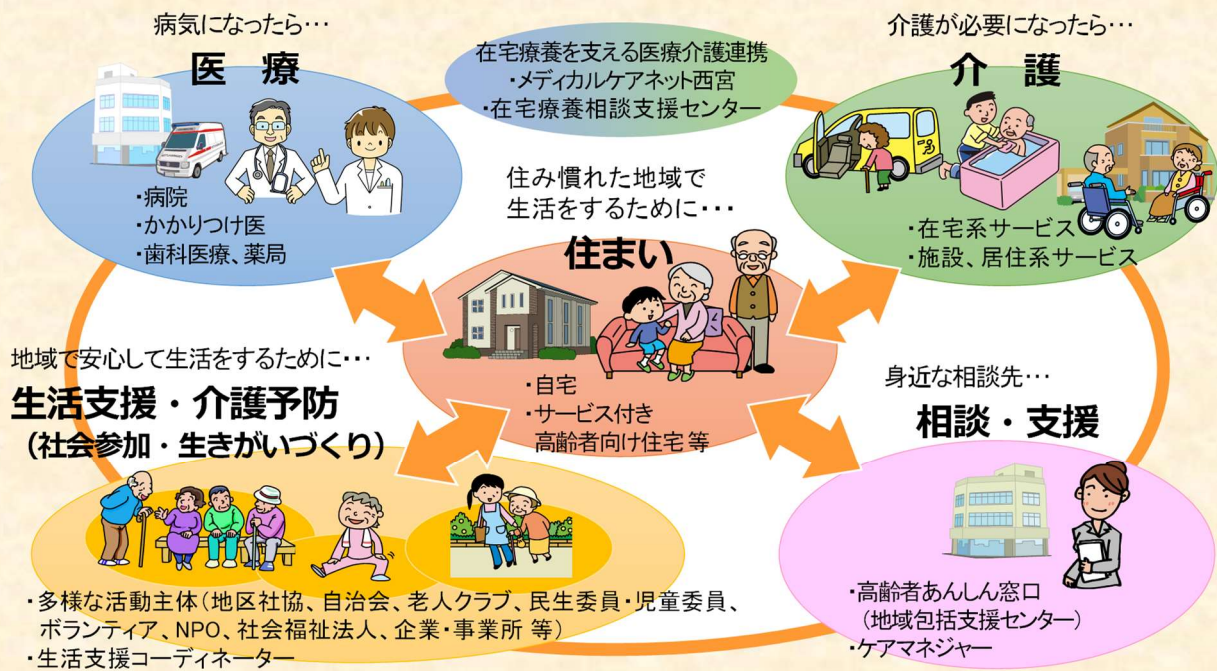 病気になったら…
医 療
・病院
・かかりつけ医
・歯科医療、薬局
在宅療養を支える医療介護連携
・メディカルケアネット西宮
・在宅療養相談支援センター
介護が必要になったら…
介 護
・在宅系サービス
・施設、居住系サービス
住み慣れた地域で
生活をするために…
住まい
・自宅
・サービス付き
高齢者向け住宅 等
地域で安心して生活をするために…
生活支援・介護予防
（社会参加・生きがいづくり）
・多様な活動主体（地区社協、自治会、老人クラブ、民生委員・児童委員、
ボランティア、NPO、社会福祉法人、企業・事業所 等）
・生活支援コーディネーター
身近な相談先…
相談・支援
・高齢者あんしん窓口
（地域包括支援センター）
・ケアマネジャー